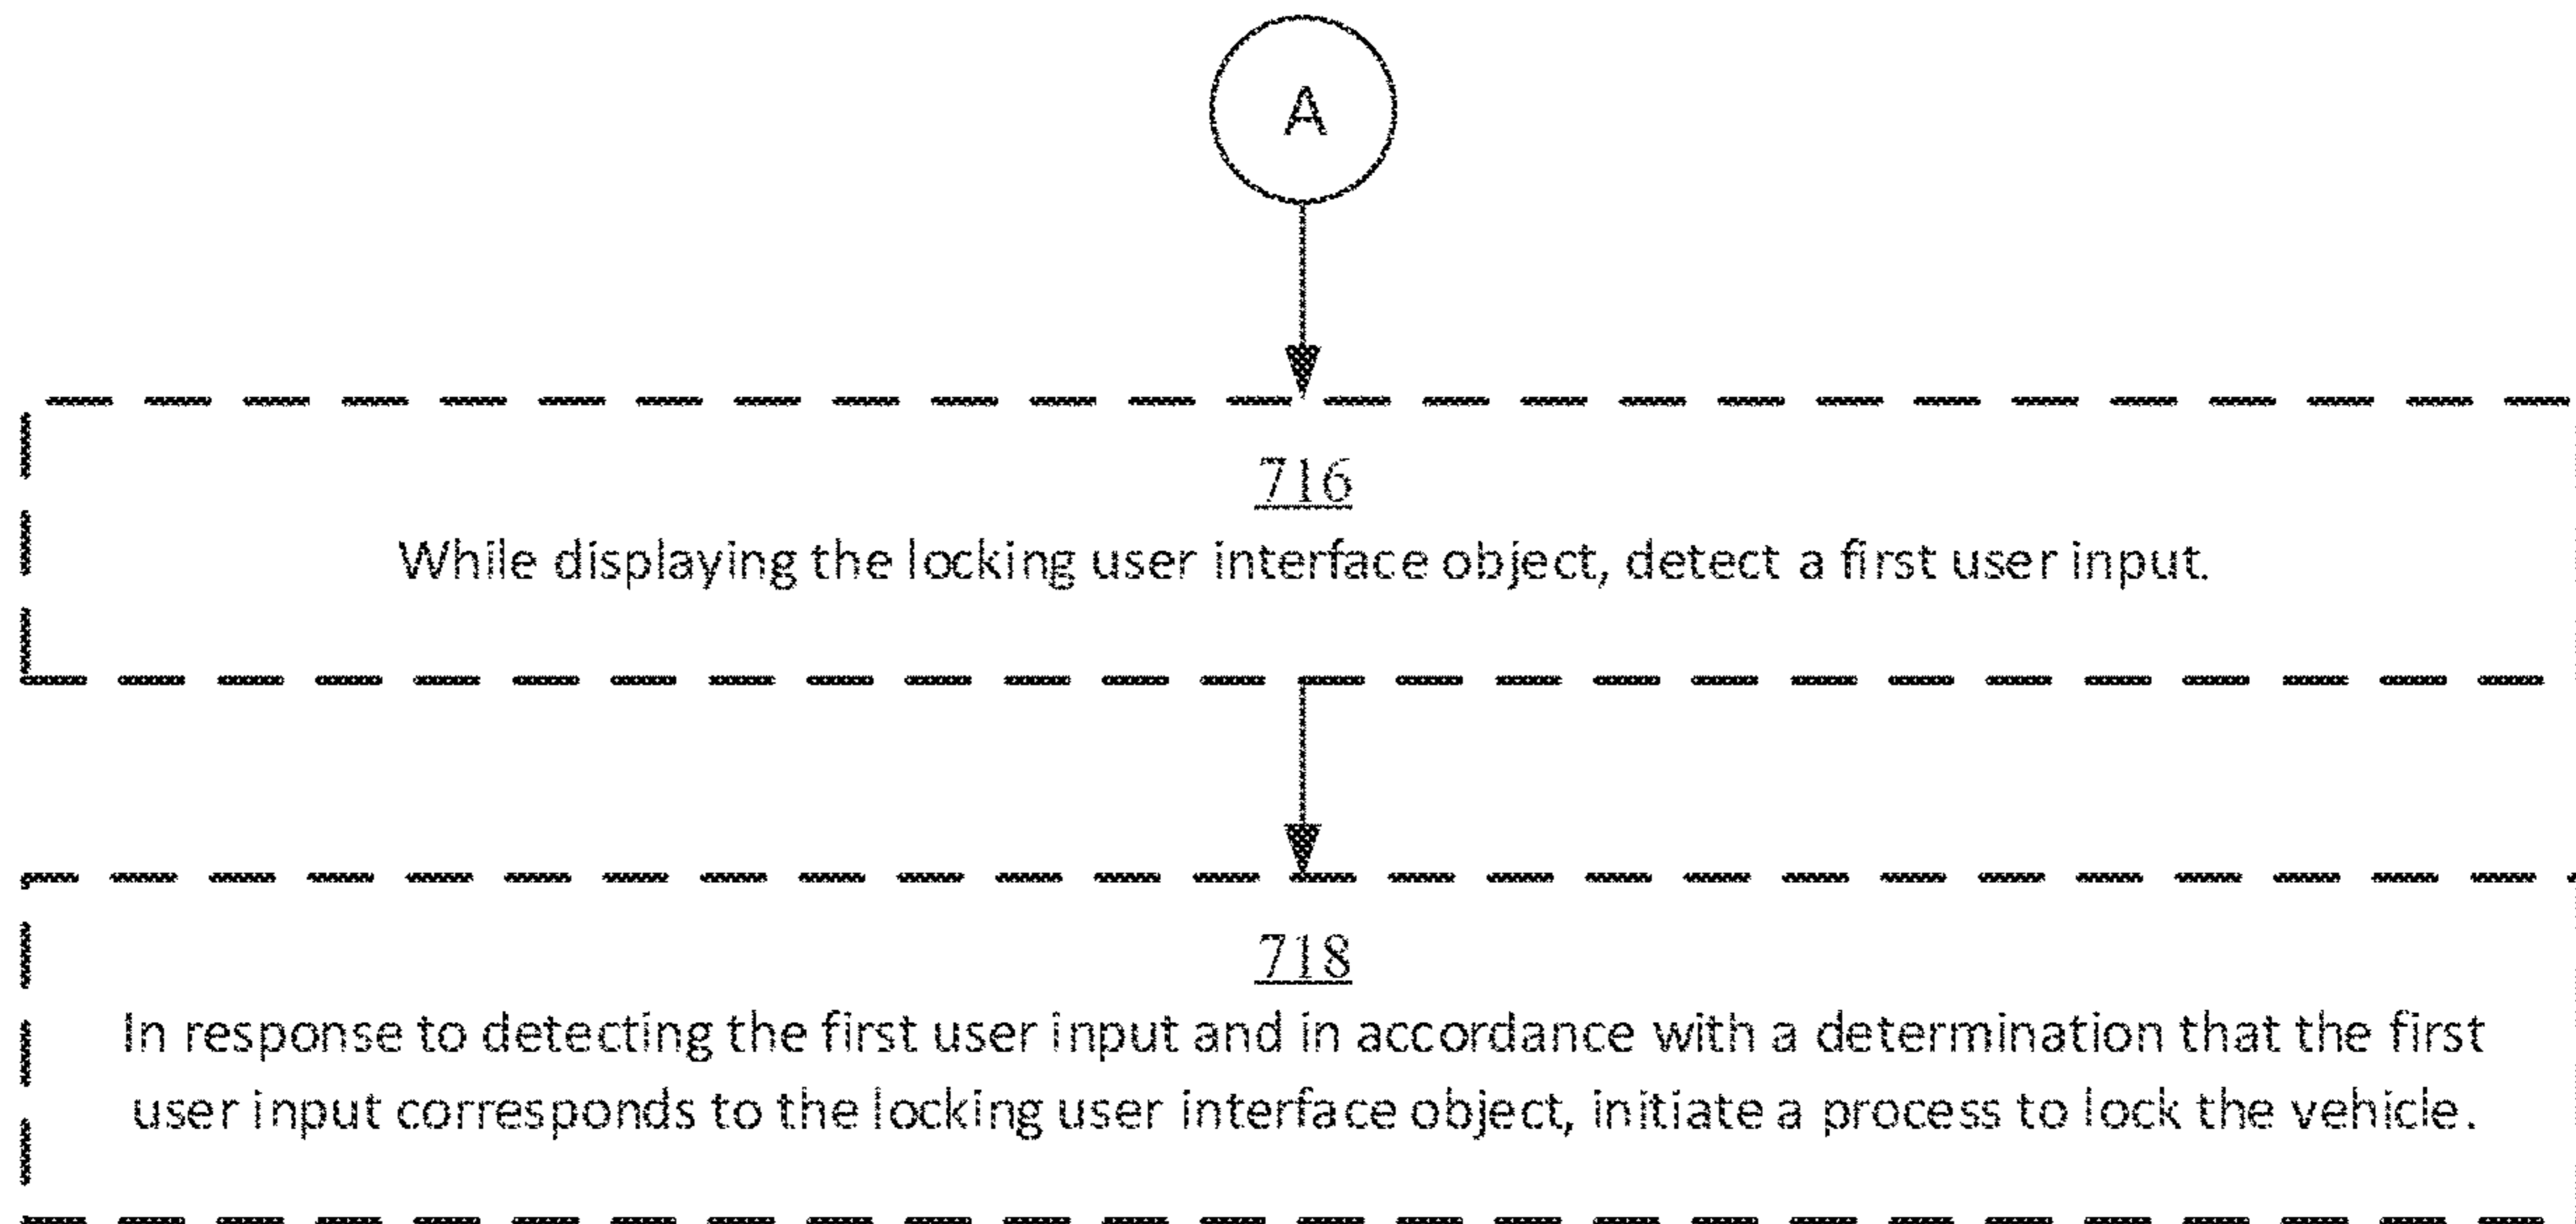 A
716
While displaying the locking user interface object, detect a first user input.
718
In response to detecting the first user input and in accordance with a determination that the first
user input corresponds to the locking user interface object, initiate a process to lock the vehicle.